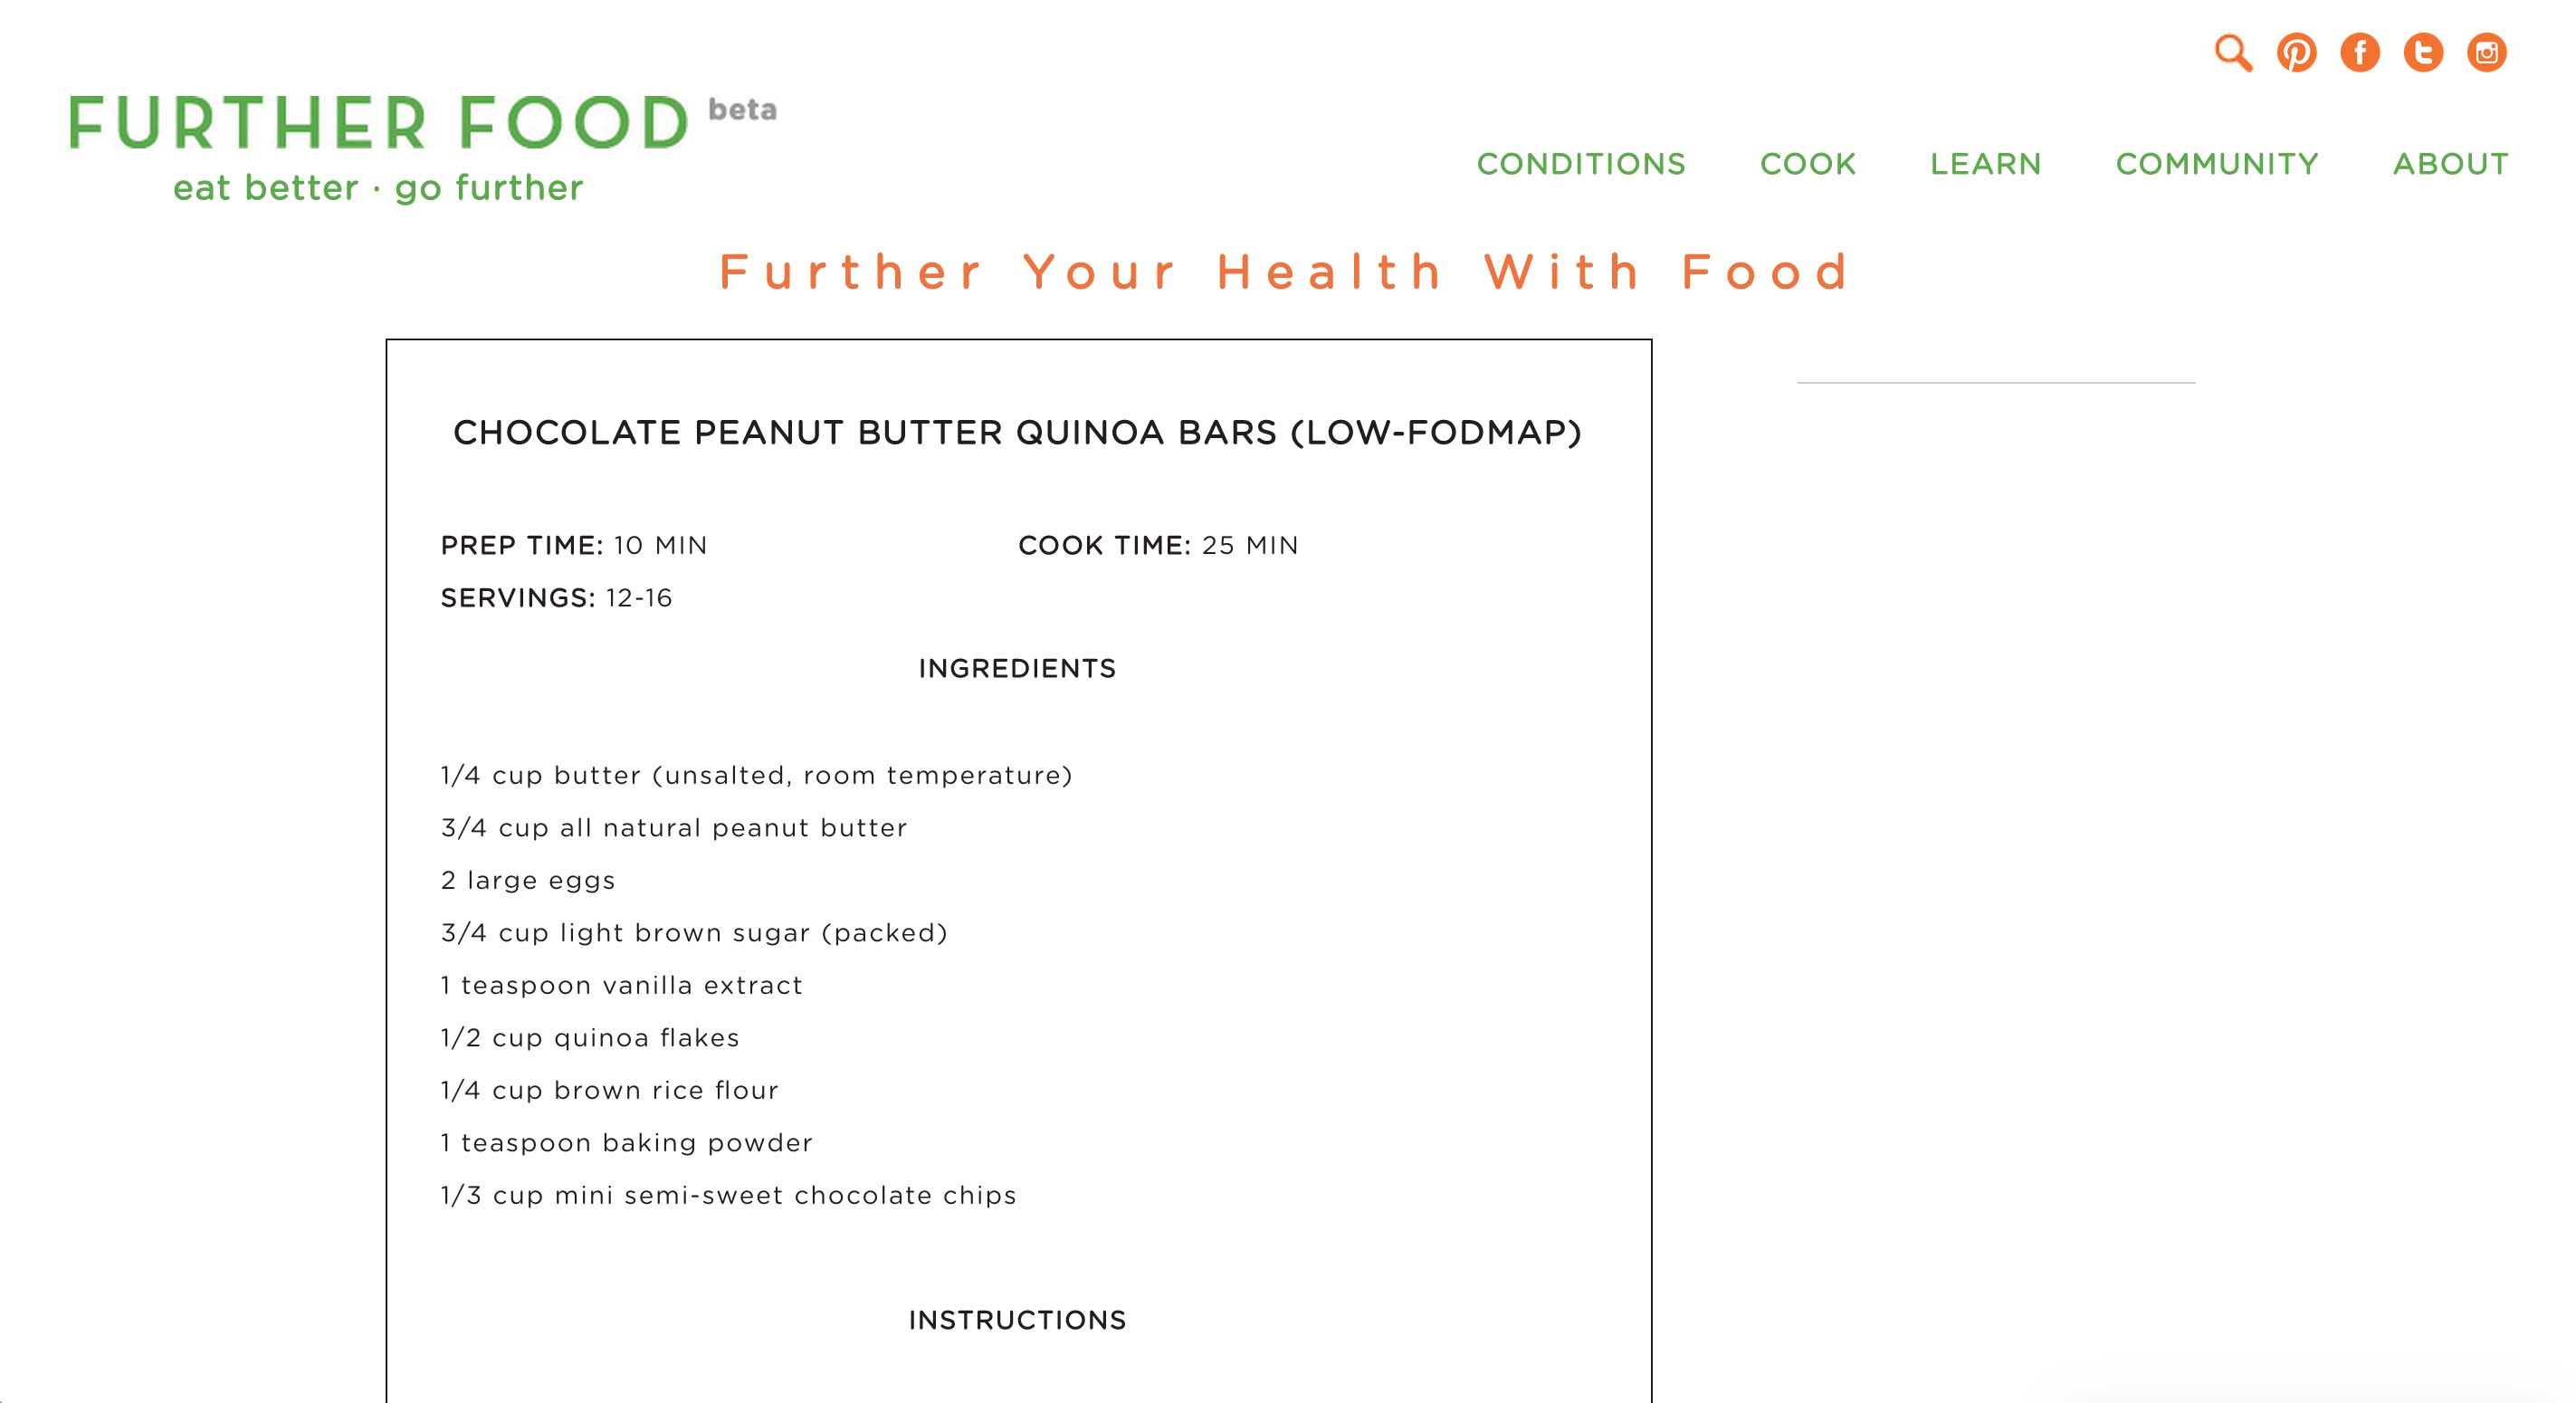 FURTHER FOOD beta
eat better · go further
CONDITIONS COOK LEARN COMMUNITY ABOUT
Further Your Health With Food
CHOCOLATE PEANUT BUTTER QUINOA BARS (LOW-FODMAP)
PREP TIME: 10 MIN COOK TIME: 25 MIN
SERVINGS: 12-16
INGREDIENTS
1/4 cup butter (unsalted, room temperature)
3/4 cup all natural peanut butter
2 large eggs
3/4 cup light brown sugar (packed)
1 teaspoon vanilla extract
1/2 cup quinoa flakes
1/4 cup brown rice flour
1 teaspoon baking powder
1/3 cup mini semi-sweet chocolate chips
INSTRUCTIONS